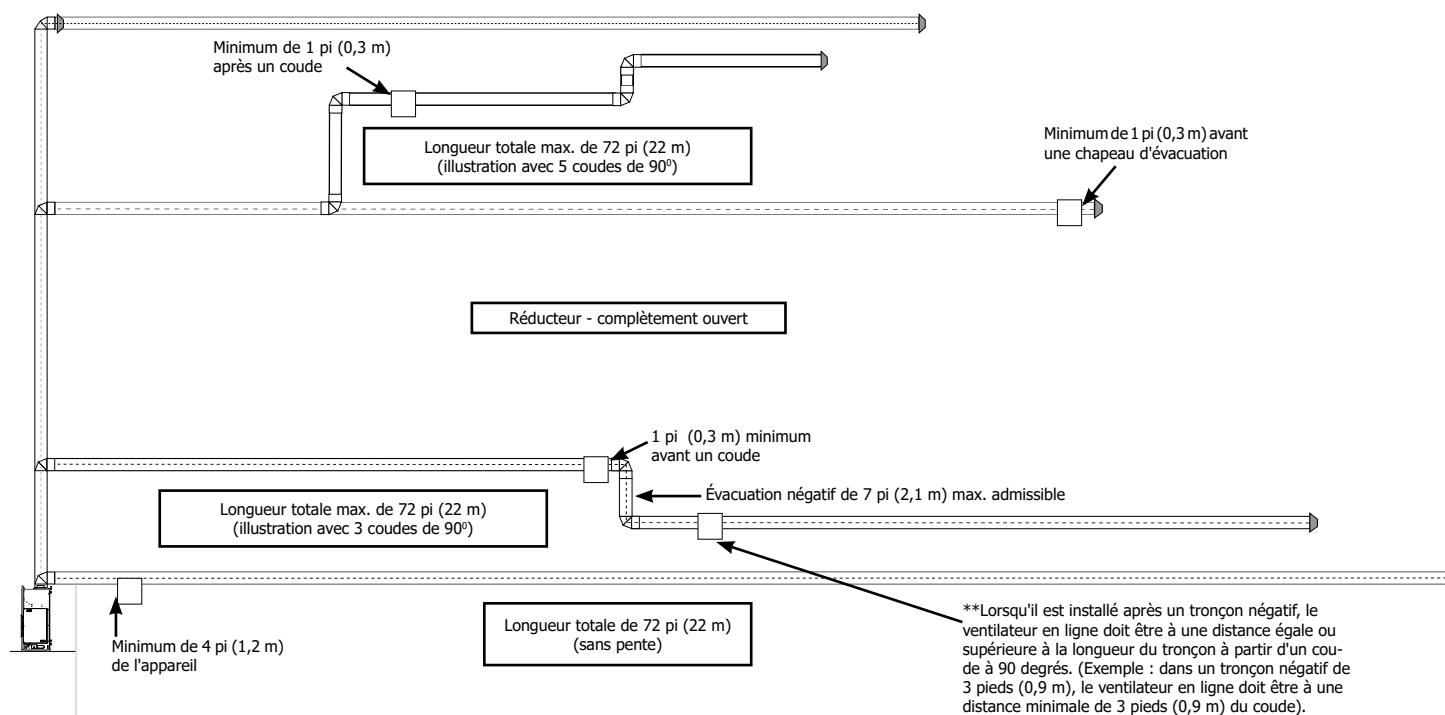 Minimum de 1 pi (0,3 m)
après un coude
Longueur totale max. de 72 pi (22 m)
(illustration avec 5 coudes de 90⁰)
Minimum de 1 pi (0,3 m) avant
une chapeau d'évacuation
Réducteur - complètement ouvert
1 pi (0,3 m) minimum
avant un coude
Évacuation négatif de 7 pi (2,1 m) max. admissible
Longueur totale max. de 72 pi (22 m)
(illustration avec 3 coudes de 90⁰)
Minimum de 4 pi (1,2 m)
de l'appareil
Longueur totale de 72 pi (22 m)
(sans pente)
**Lorsqu'il est installé après un tronçon négatif, le
ventilateur en ligne doit être à une distance égale ou
supérieure à la longueur du tronçon à partir d'un cou-
de à 90 degrés. (Exemple : dans un tronçon négatif de
3 pieds (0,9 m), le ventilateur en ligne doit être à une
distance minimale de 3 pieds (0,9 m) du coude).